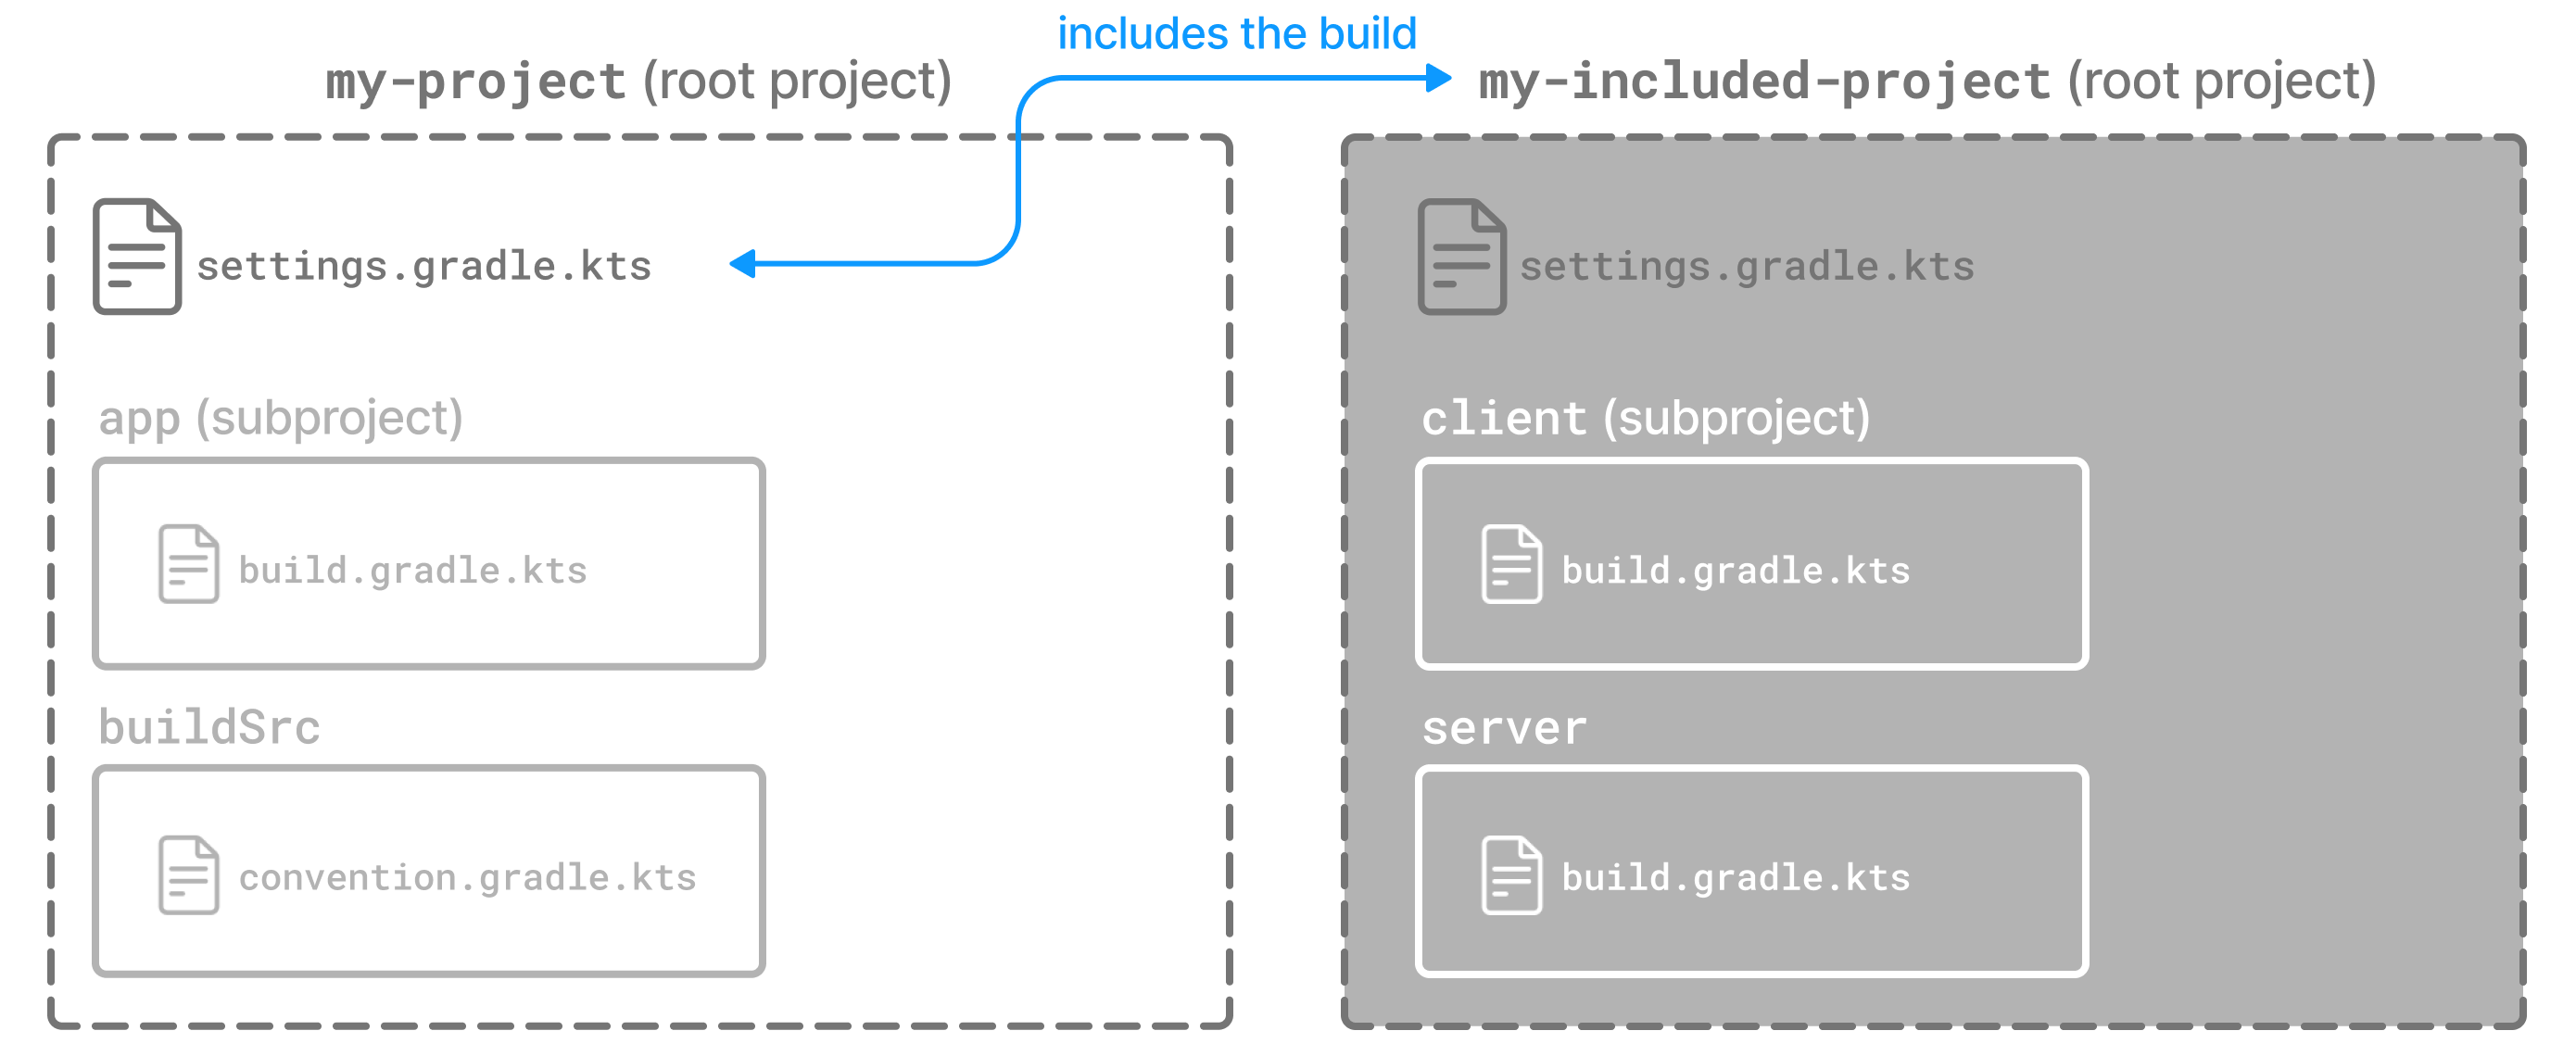 includes the build
my-project (root project)
my-included-project (root project)
settings.gradle.kts
app (subproject)
build.gradle.kts
buildSrc
convention.gradle.kts
settings.gradle.kts
client (subproject)
build.gradle.kts
server
build.gradle.kts